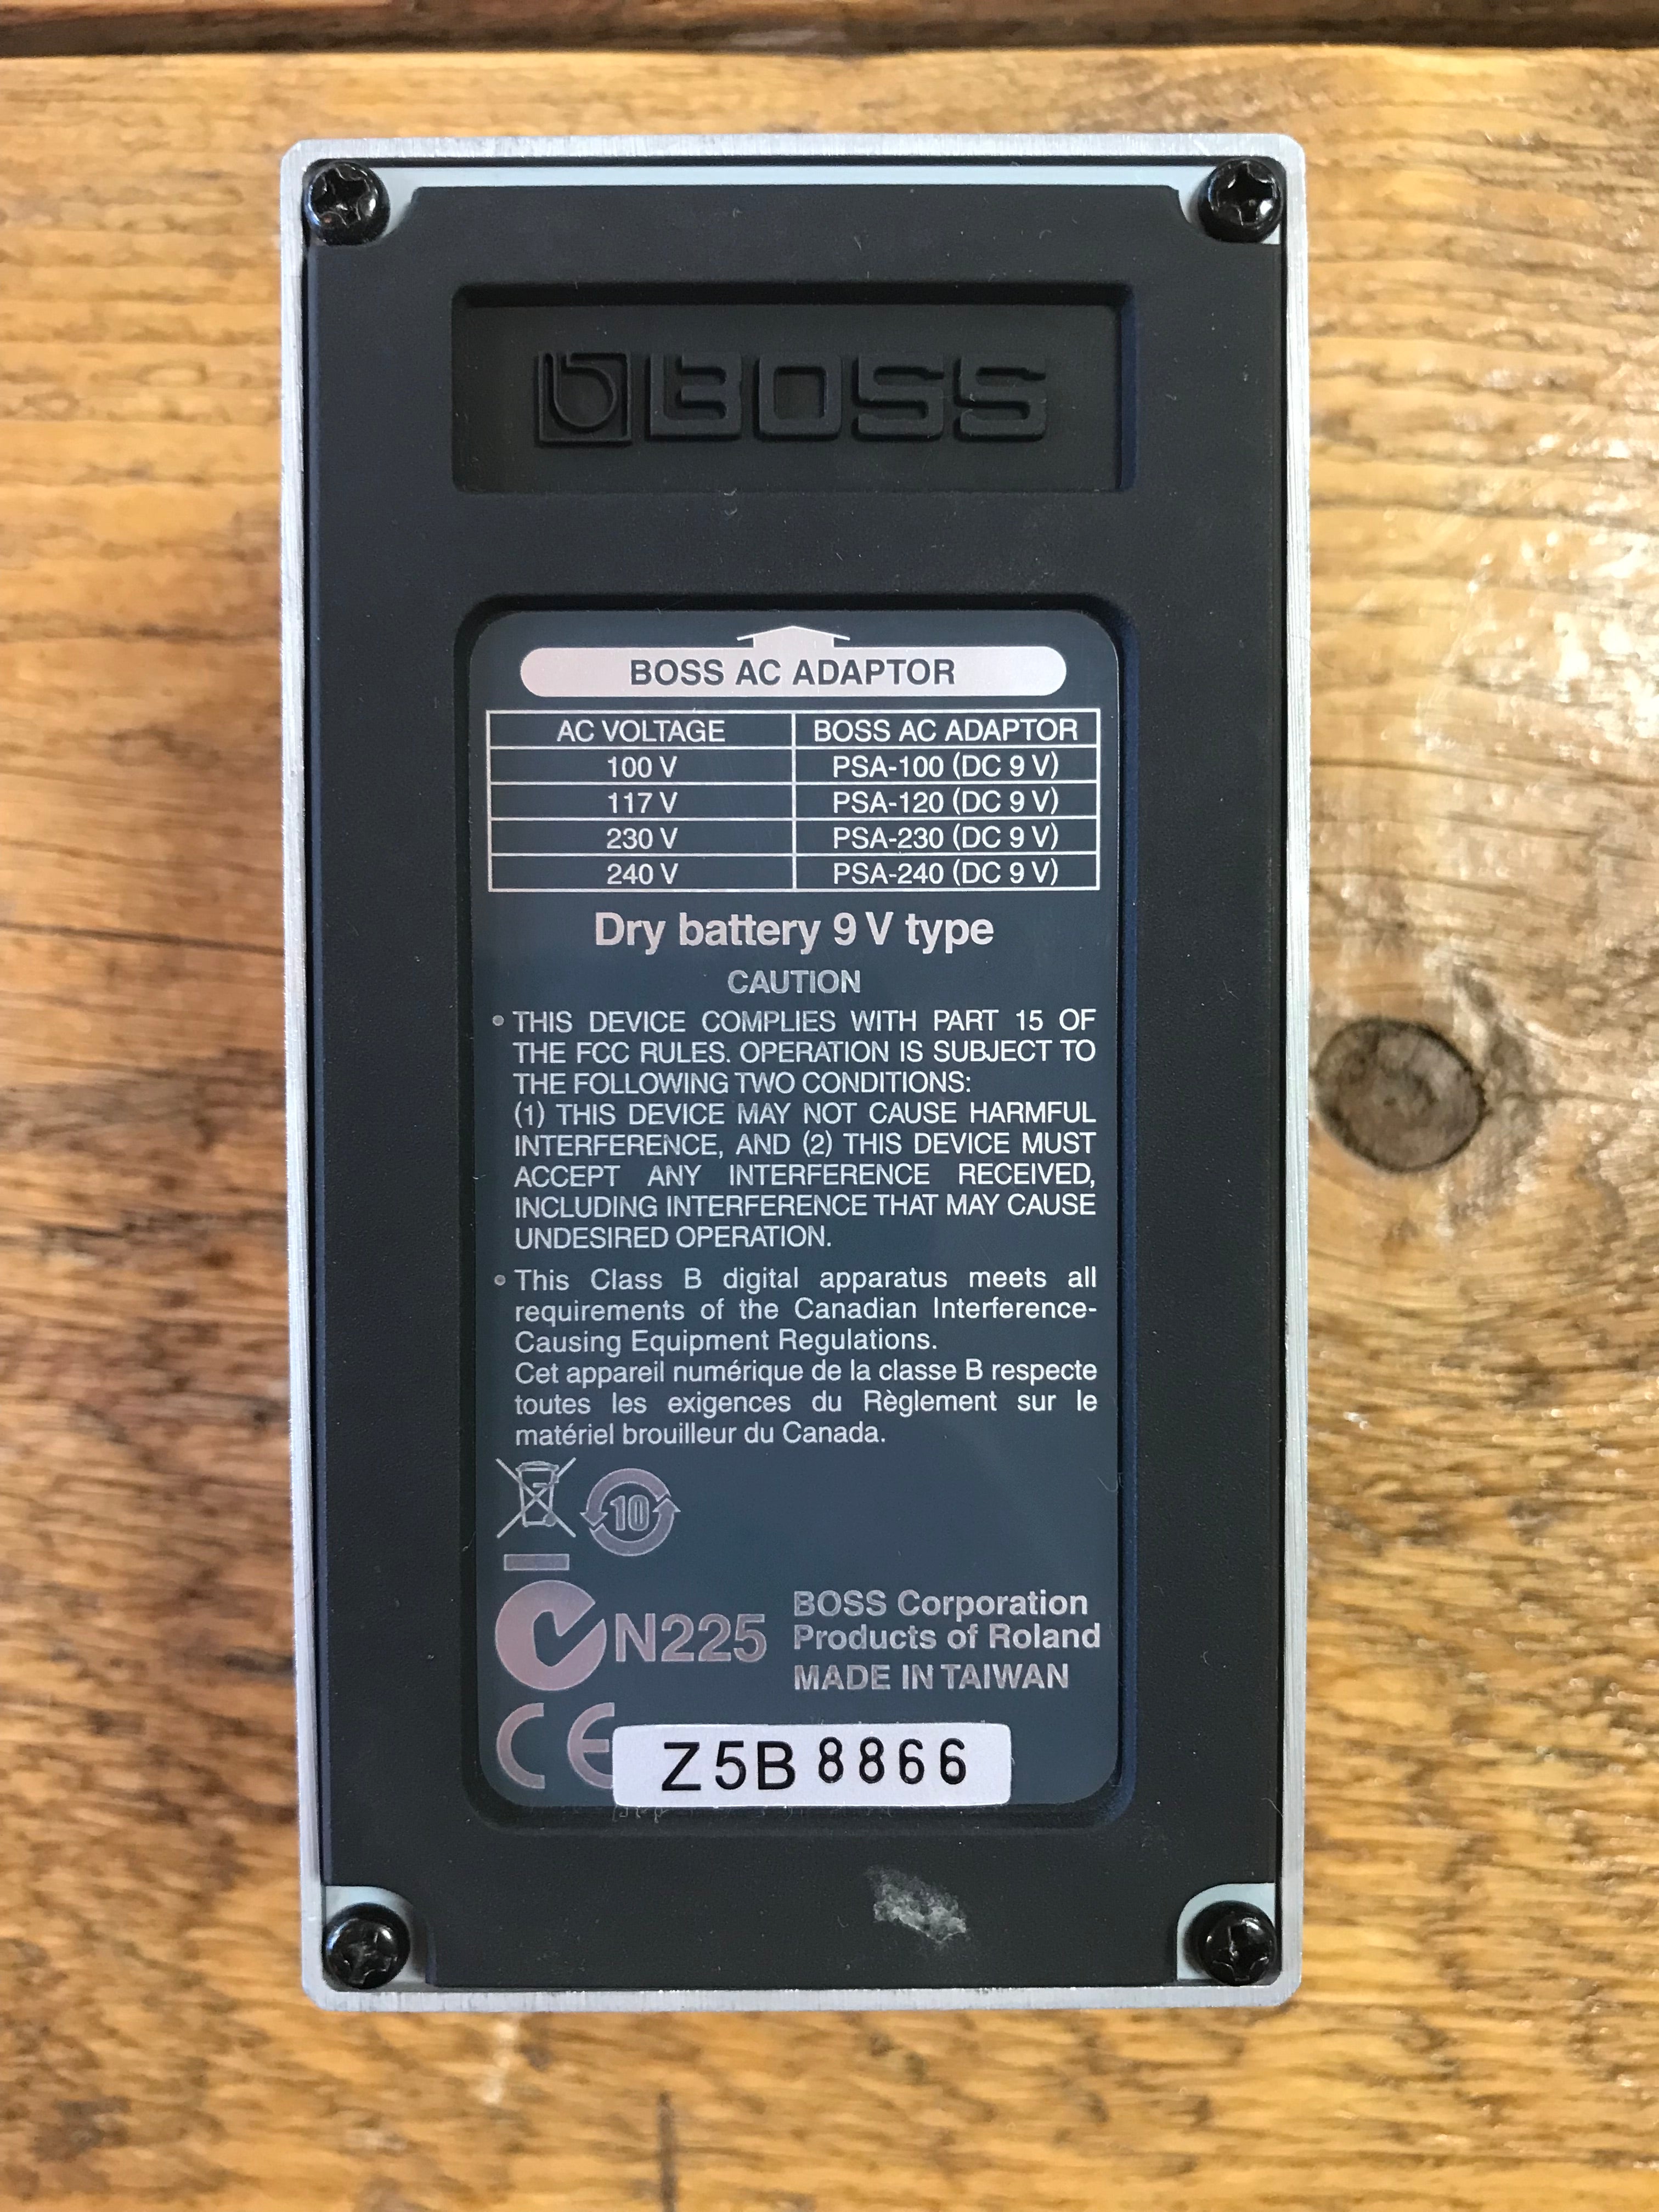 BOSS
BOSS AC ADAPTOR
AC VOLTAGE BOSS AC ADAPTOR
100 V PSA-100 (DC 9 V)
117 V PSA-120 (DC 9 V)
230 V PSA-230 (DC 9 V)
240 V PSA-240 (DC 9 V)
Dry battery 9 V type
CAUTION
• THIS DEVICE COMPLIES WITH PART 15 OF
THE FCC RULES. OPERATION IS SUBJECT TO
THE FOLLOWING TWO CONDITIONS:
(1) THIS DEVICE MAY NOT CAUSE HARMFUL
INTERFERENCE, AND (2) THIS DEVICE MUST
ACCEPT ANY INTERFERENCE RECEIVED,
INCLUDING INTERFERENCE THAT MAY CAUSE
UNDESIRED OPERATION.
• This Class B digital apparatus meets all
requirements of the Canadian Interference-
Causing Equipment Regulations.
Cet appareil numérique de la classe B respecte
toutes les exigences du Règlement sur le
matériel brouilleur du Canada.
10
N225
BOSS Corporation
Products of Roland
MADE IN TAIWAN
CE
Z5B8866